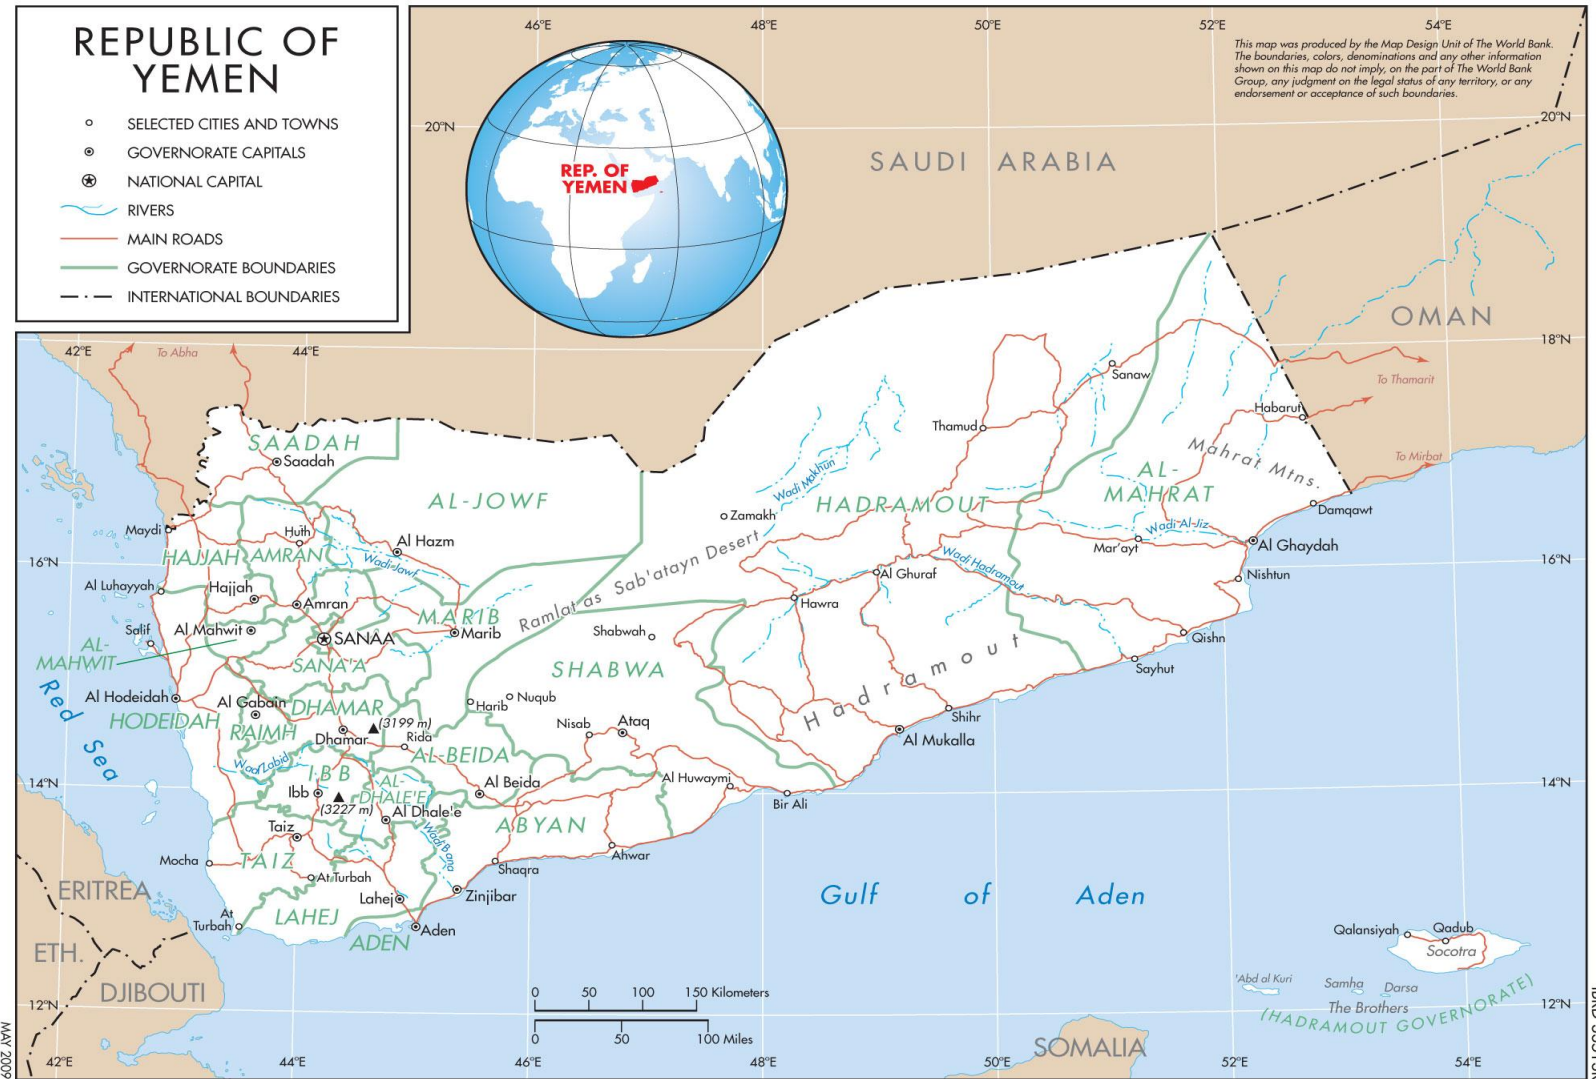 REPUBLIC OF
YEMEN
SELECTED CITIES AND TOWNS
GOVERNORATE CAPITALS
NATIONAL CAPITAL
RIVERS
MAIN ROADS
GOVERNORATE BOUNDARIES
INTERNATIONAL BOUNDARIES
46°E
48°E
50°E
52°E
54°E
This map was produced by the Map Design Unit of The World Bank.
The boundaries, colors, denominations and any other information
shown on this map do not imply, on the part of The World Bank
Group, any judgment on the legal status of any territory, or any
endorsement or acceptance of such boundaries.
20°N
20°N
REP. OF
YEMEN
SAUDI ARABIA
OMAN
18°N
42°E
44°E
To Abha
To Thamarit
To Mirbat
Sanaw
Habarut
Thamud
Mahrat Mtns.
SAADAH
Saadah
AL-JOWF
Wadi Makhun
HADRAMOUT
AL-
MAHRAT
Damqawt
Zamakh
Maydi
Huth
Al Hazm
Wadi Al-Jiz
Mar'ayt
Al Ghaydah
HAJJAH
AMRAN
Wadi Jawf
16°N
16°N
Ramlat as Sab'atayn Desert
Wadi Hadramout
Al Ghuraf
Nishtun
Al Luhayyah
Hajjah
Amran
MARIB
Hawra
Salif
Al Mahwit
SANAA
Marib
Shabwah
Qishn
AL-
MAHWIT
SANA'A
SHABWA
Hadramout
Sayhut
Red Sea
Al Hodeidah
Al Gabain
DHAMAR
Harib
Nuqub
Shihr
HODEIDAH
RAIMH
(3199 m)
Dhamar
Rida
Nisab
Ataq
Al Mukalla
AL-BEIDA
Wadi Zabid
IBB
AL-
DHALE'E
Al Beida
Al Huwaymi
14°N
14°N
Ibb
(3227 m)
Al Dhale'e
Bir Ali
Taiz
Wadi Bana
ABYAN
Mocha
TAIZ
At Turbah
Shaqra
Ahwar
ERITREA
Lahej
Zinjibar
Gulf of Aden
At
Turbah
LAHEJ
ADEN
Aden
ETH.
DJIBOUTI
Qalansiyah
Qadub
Socotra
'Abd al Kuri
Samha
Darsa
The Brothers
(HADRAMOUT GOVERNORATE)
12°N
12°N
0 50 100 150 Kilometers
0 50 100 Miles
SOMALIA
42°E
44°E
46°E
48°E
50°E
52°E
54°E
MAY 2009